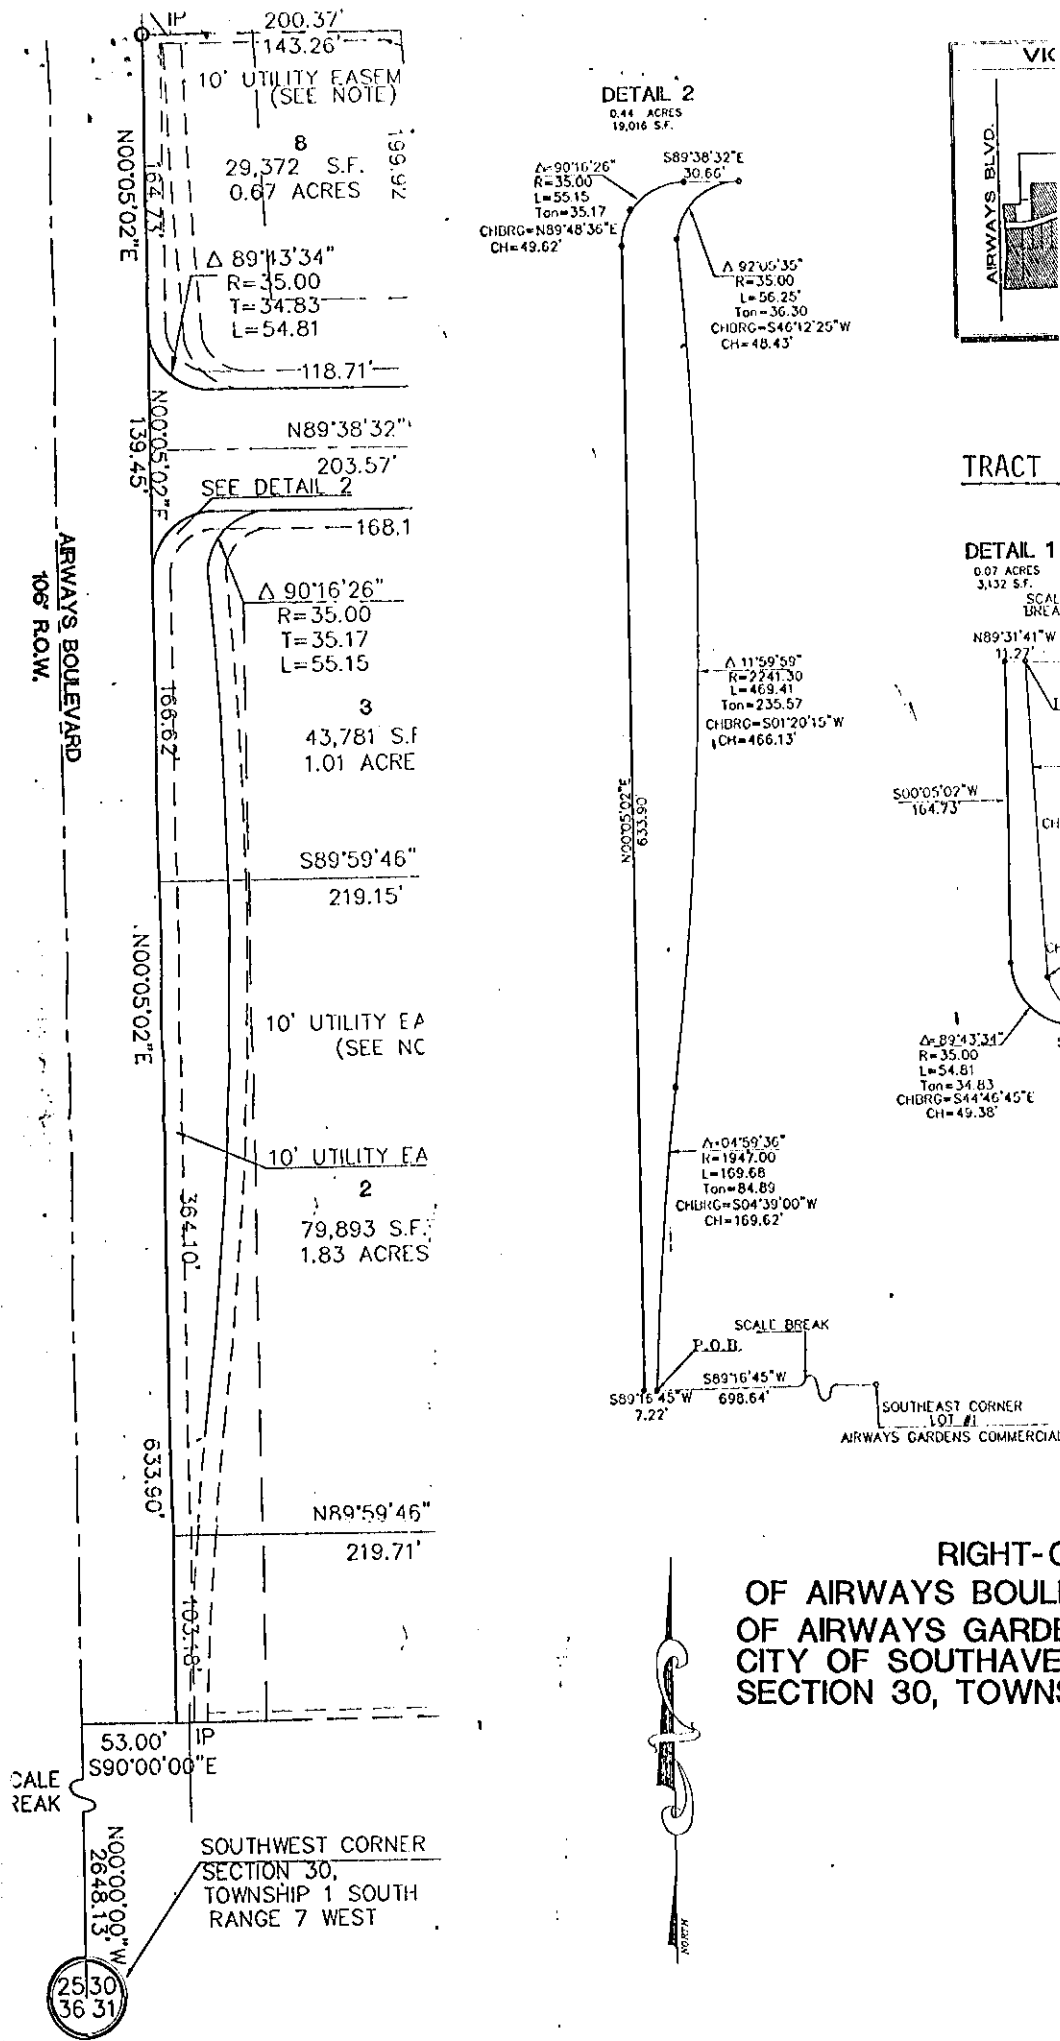 IP
200.37'
143.26'
10' UTILITY EASEM
(SEE NOTE)
8
29,372 S.F.
0.67 ACRES
199.92
N00°05'02"E
164.73'
Δ 89°43'34"
R=35.00
T=34.83
L=54.81
118.71'
N00°05'02"E
139.45'
N89°38'32"
203.57'
SEE DETAIL 2
168.1
Δ 90°16'26"
R=35.00
T=35.17
L=55.15
AIRWAYS BOULEVARD
106' R.O.W.
166.62'
3
43,781 S.F
1.01 ACRE
S89°59'46"
219.15'
N00°05'02"E
10' UTILITY EA
(SEE NO
10' UTILITY EA
2
79,893 S.F.
1.83 ACRES
364.10'
633.90'
N89°59'46"
219.71'
103.18'
53.00'
IP
S90°00'00"E
CALE
REAK
N00°00'00"W
2648.13'
SOUTHWEST CORNER
SECTION 30,
TOWNSHIP 1 SOUTH
RANGE 7 WEST
25 30
36 31
DETAIL 2
0.44 ACRES
19,016 S.F.
Δ=90°16'26"
R=35.00
L=55.15
Tan=35.17
CHBRG=N89°48'36"E
CH=49.62'
S89°38'32"E
30.66'
Δ 92°05'35"
R=35.00
L=56.25'
Tan=36.30
CHDRG=S46°12'25"W
CH=48.43'
Δ 11°59'59"
R=2241.30
L=469.41
Tan=235.57
CHDBRG=S01°20'15"W
CH=466.13'
N00°05'02"E
633.90'
Δ=04°59'36"
R=1947.00
L=169.68
Tan=84.89
CHBRG=S04°39'00"W
CH=169.62'
SCALE BREAK
P.O.B.
S89°16'45"W
698.64'
S89°16'45"W
7.22'
SOUTHEAST CORNER
LOT #1
AIRWAYS GARDENS COMMERCIAL
VIC
AIRWAYS BLVD.
TRACT
DETAIL 1
0.07 ACRES
3,132 S.F.
SCAL
BREA
N89°31'41"W
11.27'
S00°05'02"W
164.73'
CH
CH
Δ=89°43'34"
R=35.00
L=54.81
Tan=34.83
CHBRG=S44°46'45"E
CH=49.38'
RIGHT-O
OF AIRWAYS BOULE
OF AIRWAYS GARDE
CITY OF SOUTHAVE
SECTION 30, TOWNS
NORTH